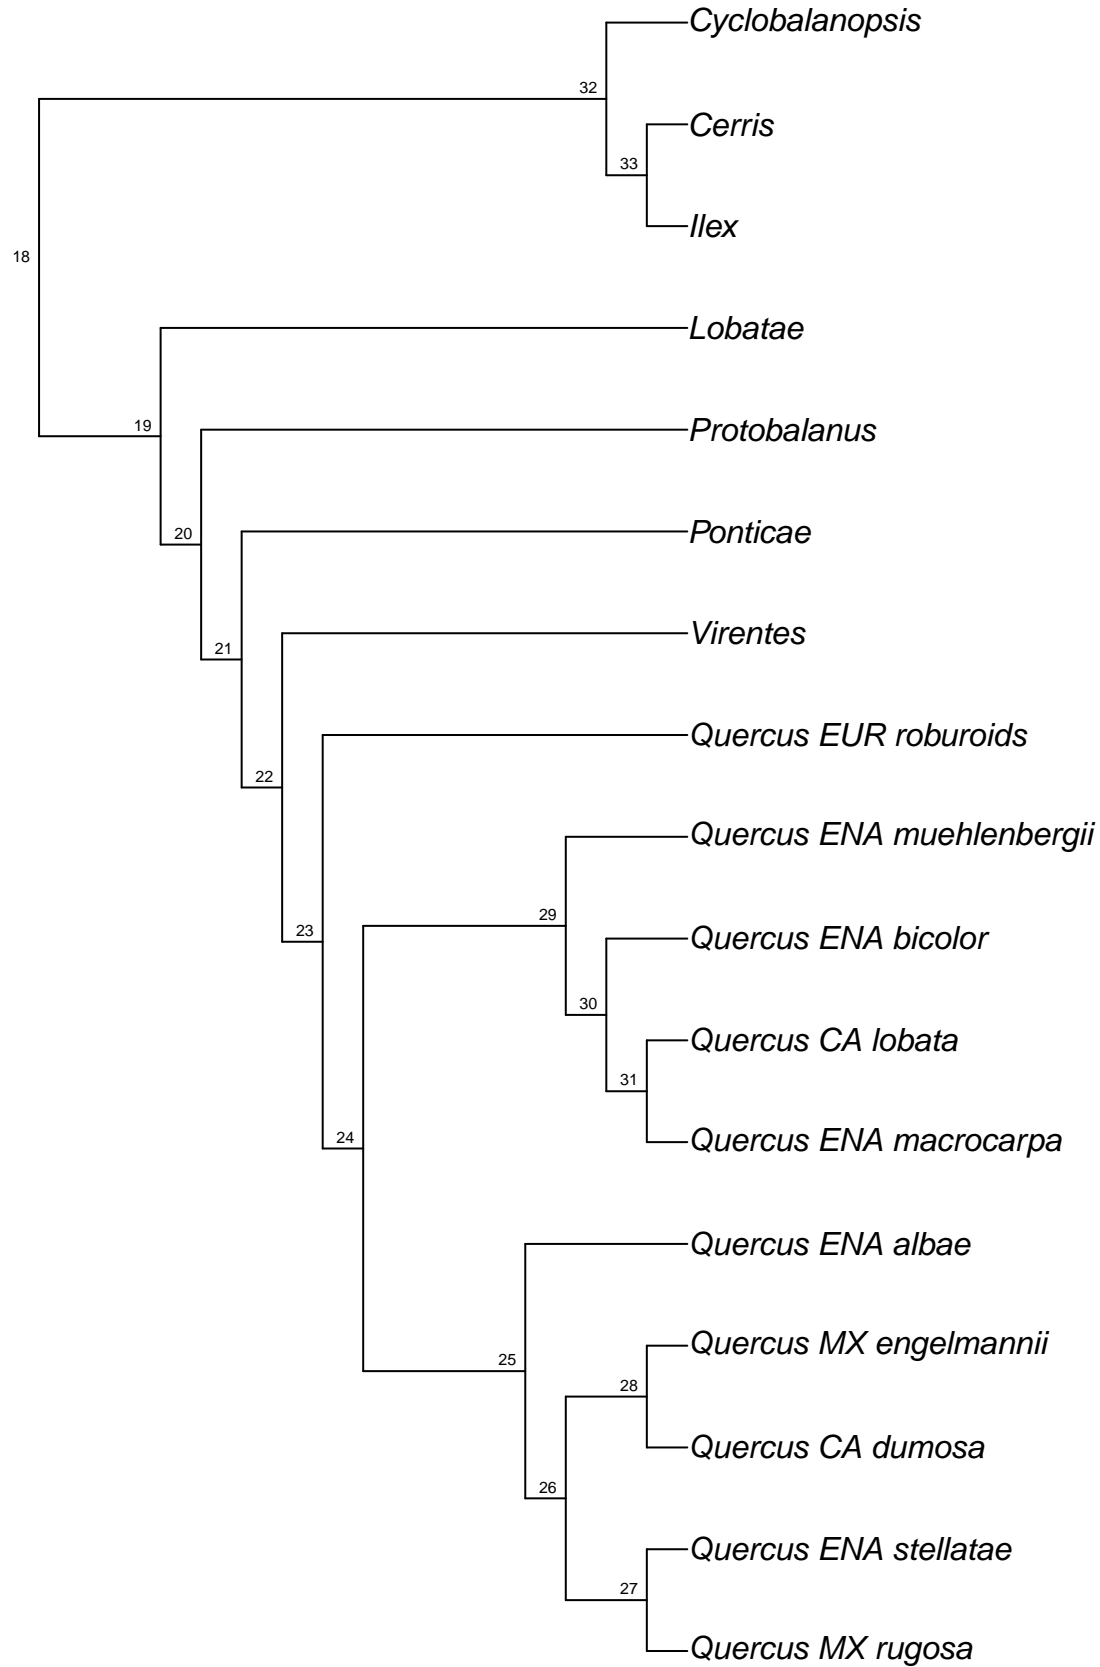 Cyclobalanopsis
32
Cerris
33
Ilex
18
Lobatae
19
Protobalanus
20
Ponticae
21
Virentes
22
Quercus EUR roburoids
23
Quercus ENA muehlenbergii
29
Quercus ENA bicolor
30
Quercus CA lobata
31
Quercus ENA macrocarpa
24
Quercus ENA albae
25
Quercus MX engelmannii
28
Quercus CA dumosa
26
Quercus ENA stellatae
27
Quercus MX rugosa